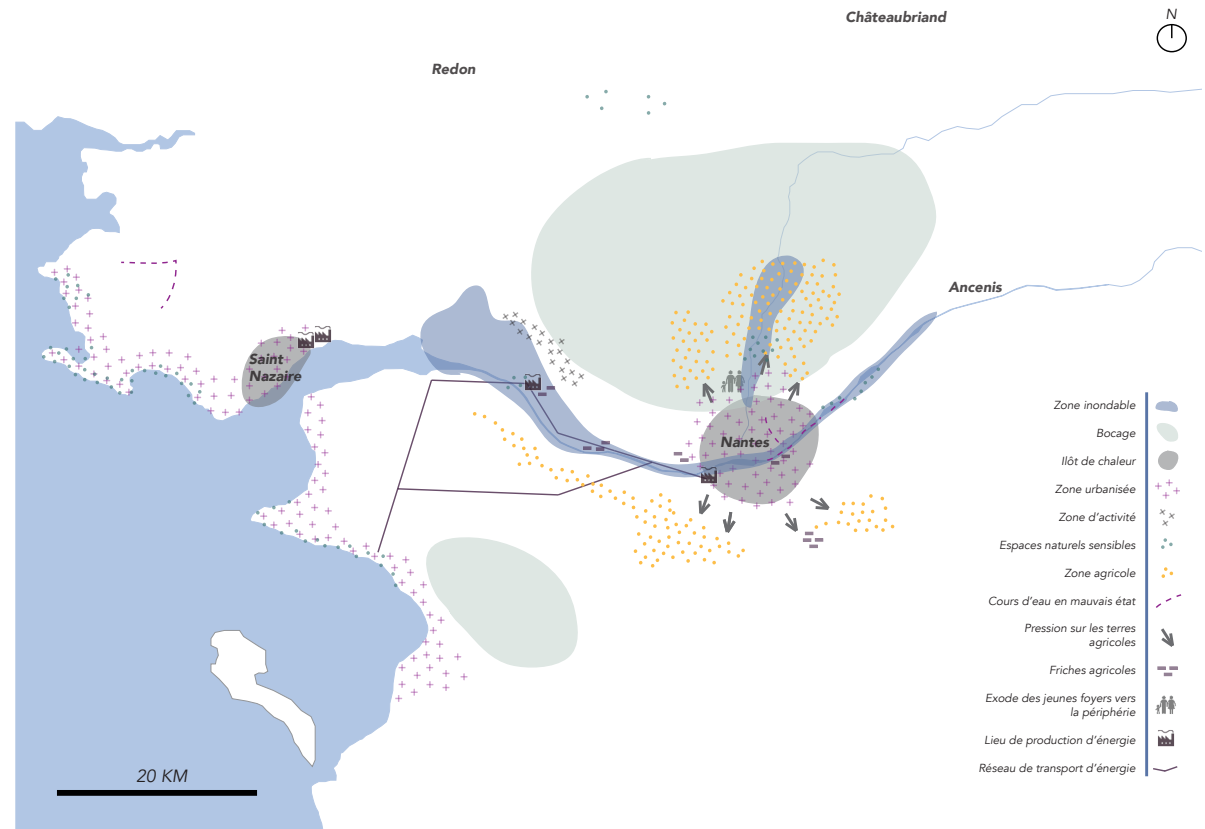 Châteaubriand
N
Redon
Ancenis
Saint
Nazaire
Nantes
Zone inondable
Bocage
Ilôt de chaleur
Zone urbanisée
Zone d'activité
Espaces naturels sensibles
Zone agricole
Cours d'eau en mauvais état
Pression sur les terres
agricoles
Friches agricoles
Exode des jeunes foyers vers
la périphérie
Lieu de production d'énergie
Réseau de transport d'énergie
20 KM